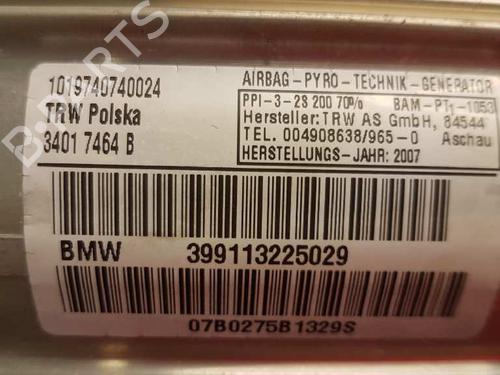 1019740740024
TRW Polska
3401 7464 B
AIRBAG-PYRO-TECHNIK-GENERATOR
PPI-3-28 200 70% BAM-PT1-1053
Hersteller: TRW AS GmbH, 84544
TEL. 004908638/965-0 Aschau
HERSTELLUNGS-JAHR: 2007
BMW 399113225029
07B0275B1329S
B-PARTS